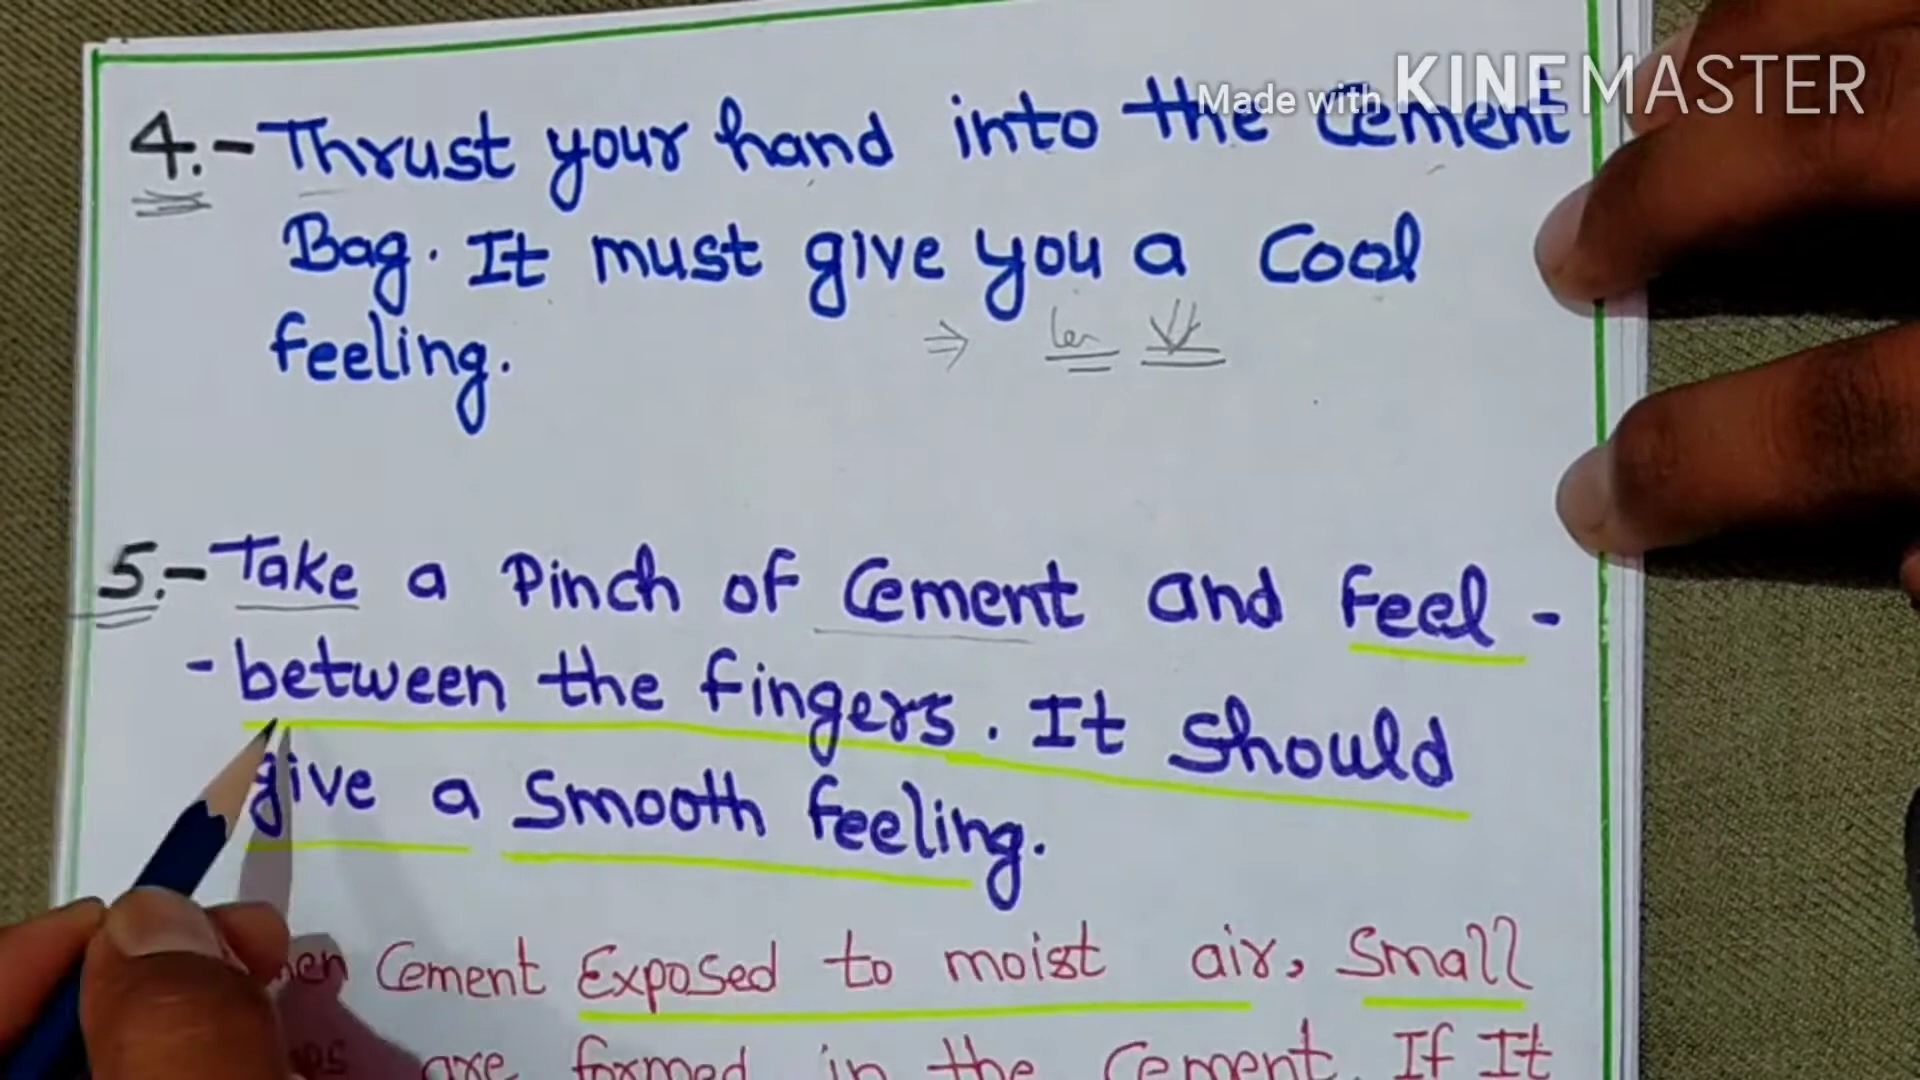 Made with KINEMASTER
4.- Thrust your hand into the Cement
Bag. It must give you a Cool
feeling.
5.- Take a Pinch of Cement and Feel -
- between the fingers. It Should
give a Smooth feeling.
Cement Exposed to moist air, Small
are formed in the Cement. If It